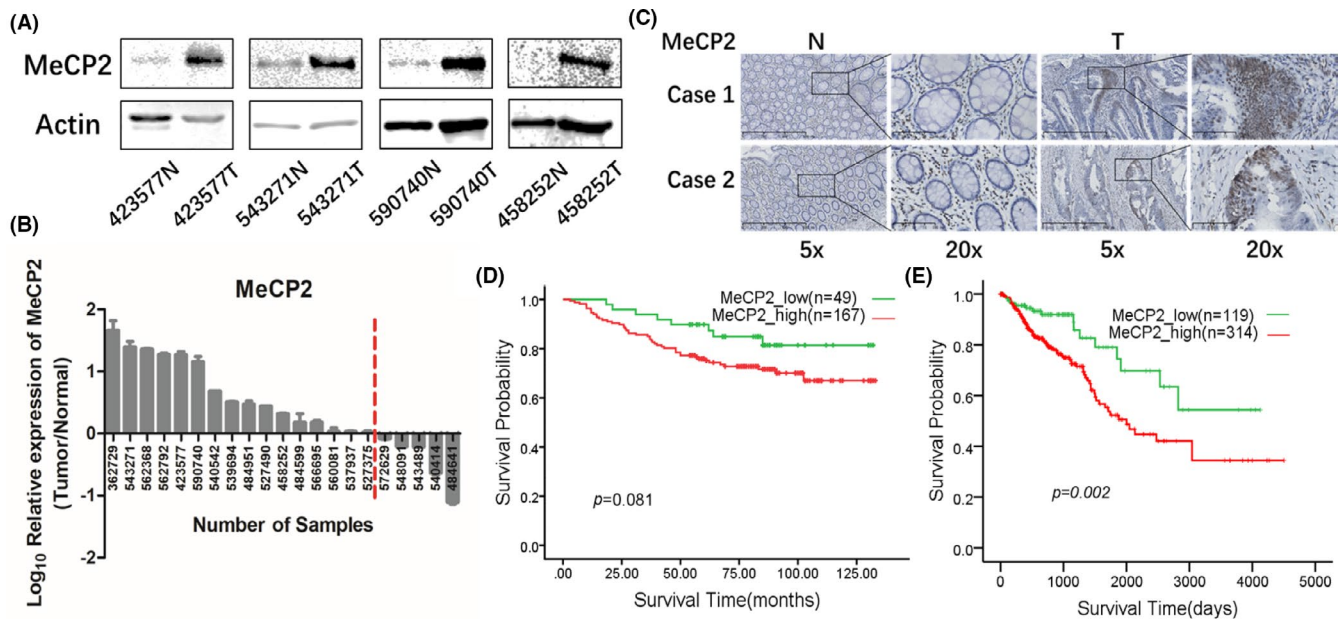 (A)
MeCP2
Actin
423577N
423577T
543271N
543271T
590740N
590740T
458252N
458252T
(B)
MeCP2
Log10 Relative expression of MeCP2
(Tumor/Normal)
2
1
0
-1
-2
362729
543271
562368
562792
423577
590740
540542
539694
484951
527490
458252
484599
566695
560081
537937
527375
572629
548091
543489
540414
484641
Number of Samples
(C)
MeCP2
N
T
Case 1
Case 2
5x
20x
5x
20x
(D)
MeCP2_low(n=49)
MeCP2_high(n=167)
Survival Probability
1.0
0.8
0.6
0.4
0.2
0.0
p=0.081
.00
25.00
50.00
75.00
100.00
125.00
Survival Time(months)
(E)
MeCP2_low(n=119)
MeCP2_high(n=314)
Survival Probability
1.0
0.8
0.6
0.4
0.2
0.0
p=0.002
0
1000
2000
3000
4000
5000
Survival Time(days)